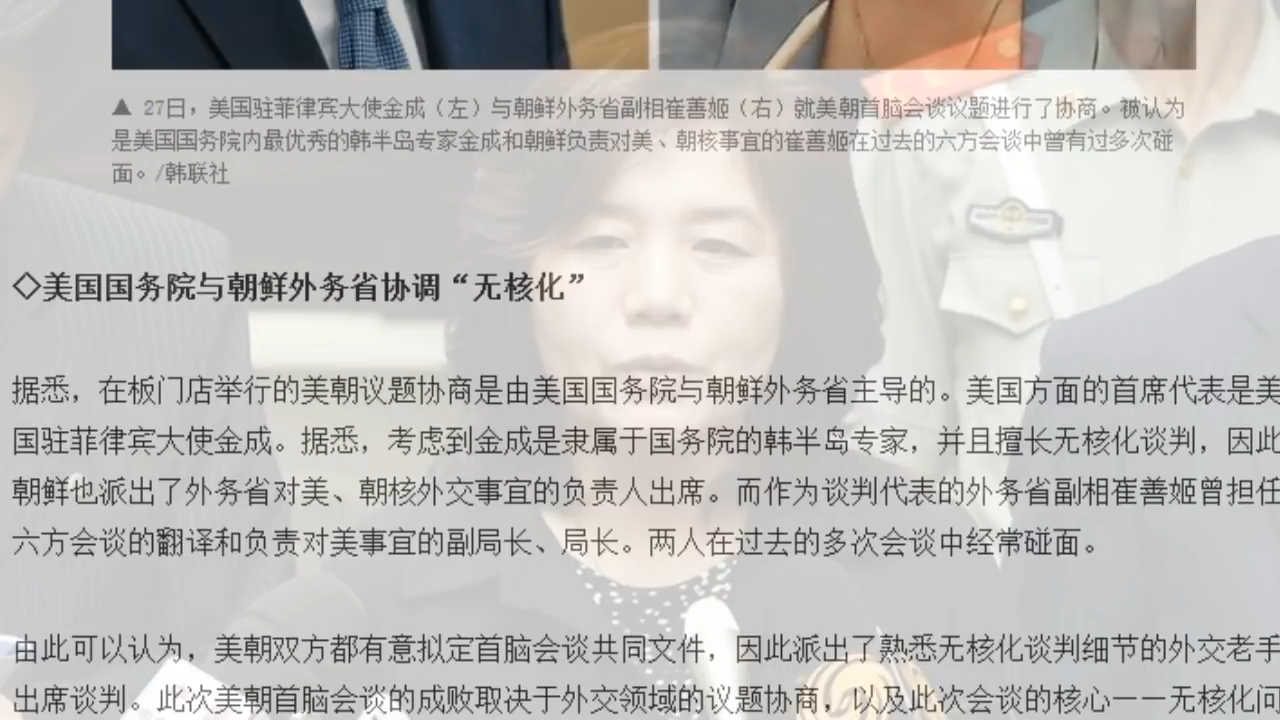 ▲ 27日，美国驻菲律宾大使金成（左）与朝鲜外务省副相崔善姬（右）就美朝首脑会谈议题进行了协商。被认为
是美国国务院内最优秀的韩半岛专家金成和朝鲜负责对美、朝核事宜的崔善姬在过去的六方会谈中曾有过多次碰
面。/韩联社
◇美国国务院与朝鲜外务省协调“无核化”
据悉，在板门店举行的美朝议题协商是由美国国务院与朝鲜外务省主导的。美国方面的首席代表是美
国驻菲律宾大使金成。据悉，考虑到金成是隶属于国务院的韩半岛专家，并且擅长无核化谈判，因此
朝鲜也派出了外务省对美、朝核外交事宜的负责人出席。而作为谈判代表的外务省副相崔善姬曾担任
六方会谈的翻译和负责对美事宜的副局长、局长。两人在过去的多次会谈中经常碰面。
由此可以认为，美朝双方都有意拟定首脑会谈共同文件，因此派出了熟悉无核化谈判细节的外交老手
出席谈判。此次美朝首脑会谈的成败取决于外交领域的议题协商，以及此次会谈的核心——无核化问